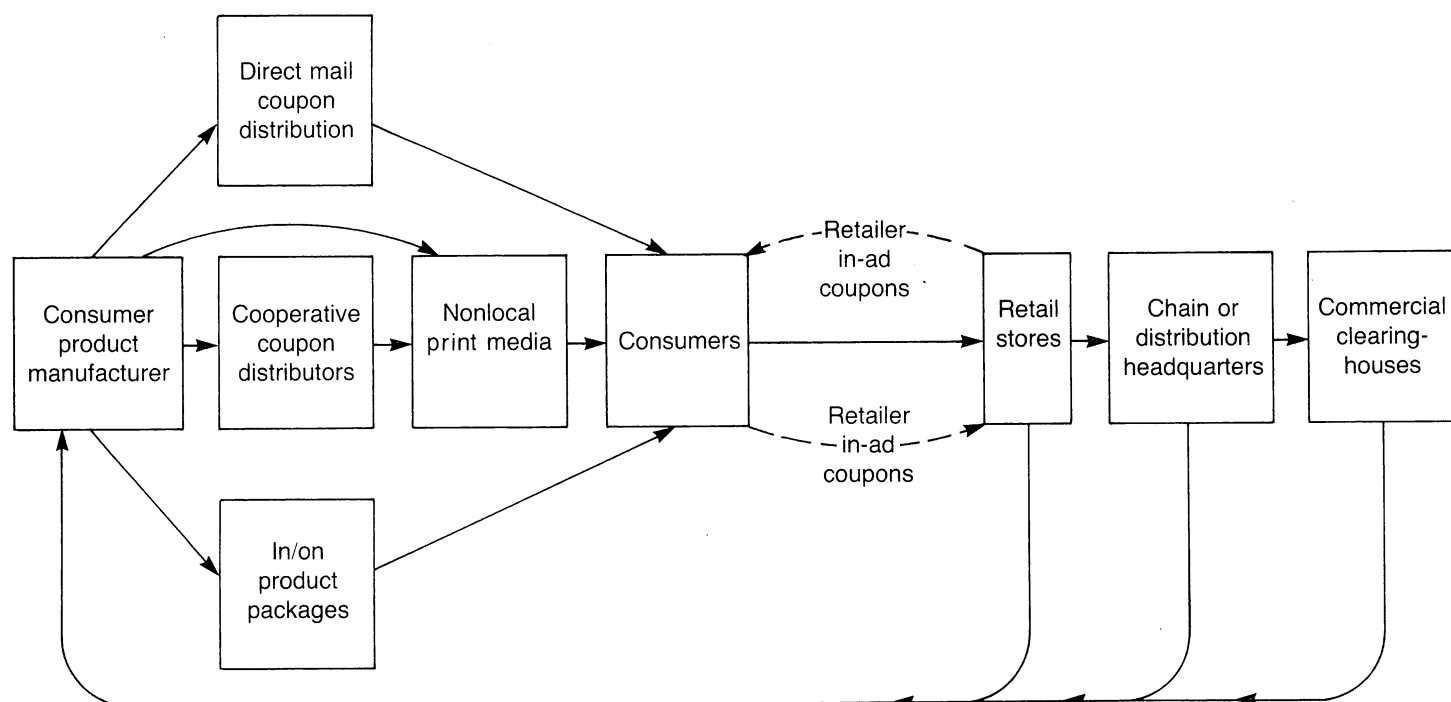 Direct mail
coupon
distribution
Consumer
product
manufacturer
Cooperative
coupon
distributors
Nonlocal
print media
Consumers
Retailer
in-ad
coupons
Retailer
in-ad
coupons
Retail
stores
Chain or
distribution
headquarters
Commercial
clearing-
houses
In/on
product
packages